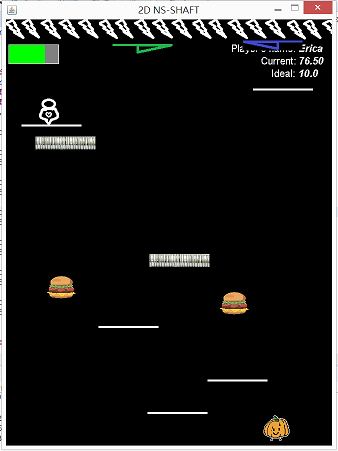 2D NS-SHAFT
Player's name: Erica
Current: 76.50
Ideal: 10.0